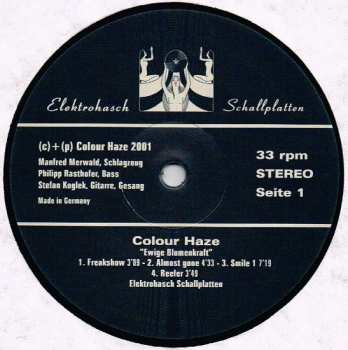 Elektrohasch Schallplatten
(c)+(p) Colour Haze 2001
Manfred Merwald, Schlagzeug
Philipp Rasthofer, Bass
Stefan Koglek, Gitarre, Gesang
Made in Germany
33 rpm
STEREO
Seite 1
Colour Haze
"Ewige Blumenkraft"
1. Freakshow 3'09 - 2. Almost gone 4'33 - 3. Smile 1 7'19
4. Reefer 3'49
Elektrohasch Schallplatten